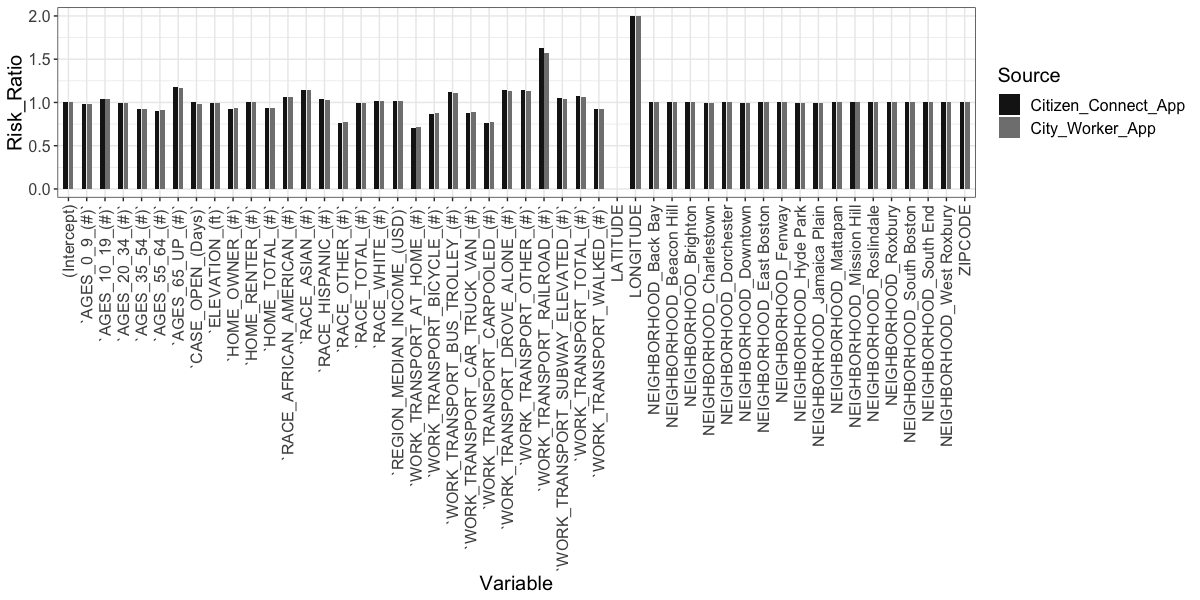 Risk_Ratio
2.0
1.5
1.0
0.5
0.0
(Intercept)
`AGES_0_9_(#)`
`AGES_10_19_(#)`
`AGES_20_34_(#)`
`AGES_35_54_(#)`
`AGES_55_64_(#)`
`AGES_65_UP_(#)`
`CASE_OPEN_(Days)`
`ELEVATION_(ft)`
`HOME_OWNER_(#)`
`HOME_RENTER_(#)`
`HOME_TOTAL_(#)`
`RACE_AFRICAN_AMERICAN_(#)`
`RACE_ASIAN_(#)`
`RACE_HISPANIC_(#)`
`RACE_OTHER_(#)`
`RACE_TOTAL_(#)`
`RACE_WHITE_(#)`
`REGION_MEDIAN_INCOME_(USD)`
`WORK_TRANSPORT_AT_HOME_(#)`
`WORK_TRANSPORT_BICYCLE_(#)`
`WORK_TRANSPORT_BUS_TROLLEY_(#)`
`WORK_TRANSPORT_CAR_TRUCK_VAN_(#)`
`WORK_TRANSPORT_CARPOOLED_(#)`
`WORK_TRANSPORT_DROVE_ALONE_(#)`
`WORK_TRANSPORT_OTHER_(#)`
`WORK_TRANSPORT_RAILROAD_(#)`
`WORK_TRANSPORT_SUBWAY_ELEVATED_(#)`
`WORK_TRANSPORT_TOTAL_(#)`
`WORK_TRANSPORT_WALKED_(#)`
LATITUDE
LONGITUDE
NEIGHBORHOOD_Back Bay
NEIGHBORHOOD_Beacon Hill
NEIGHBORHOOD_Brighton
NEIGHBORHOOD_Charlestown
NEIGHBORHOOD_Dorchester
NEIGHBORHOOD_Downtown
NEIGHBORHOOD_East Boston
NEIGHBORHOOD_Fenway
NEIGHBORHOOD_Hyde Park
NEIGHBORHOOD_Jamaica Plain
NEIGHBORHOOD_Mattapan
NEIGHBORHOOD_Mission Hill
NEIGHBORHOOD_Roslindale
NEIGHBORHOOD_Roxbury
NEIGHBORHOOD_South Boston
NEIGHBORHOOD_South End
NEIGHBORHOOD_West Roxbury
ZIPCODE
Variable
Source
Citizen_Connect_App
City_Worker_App